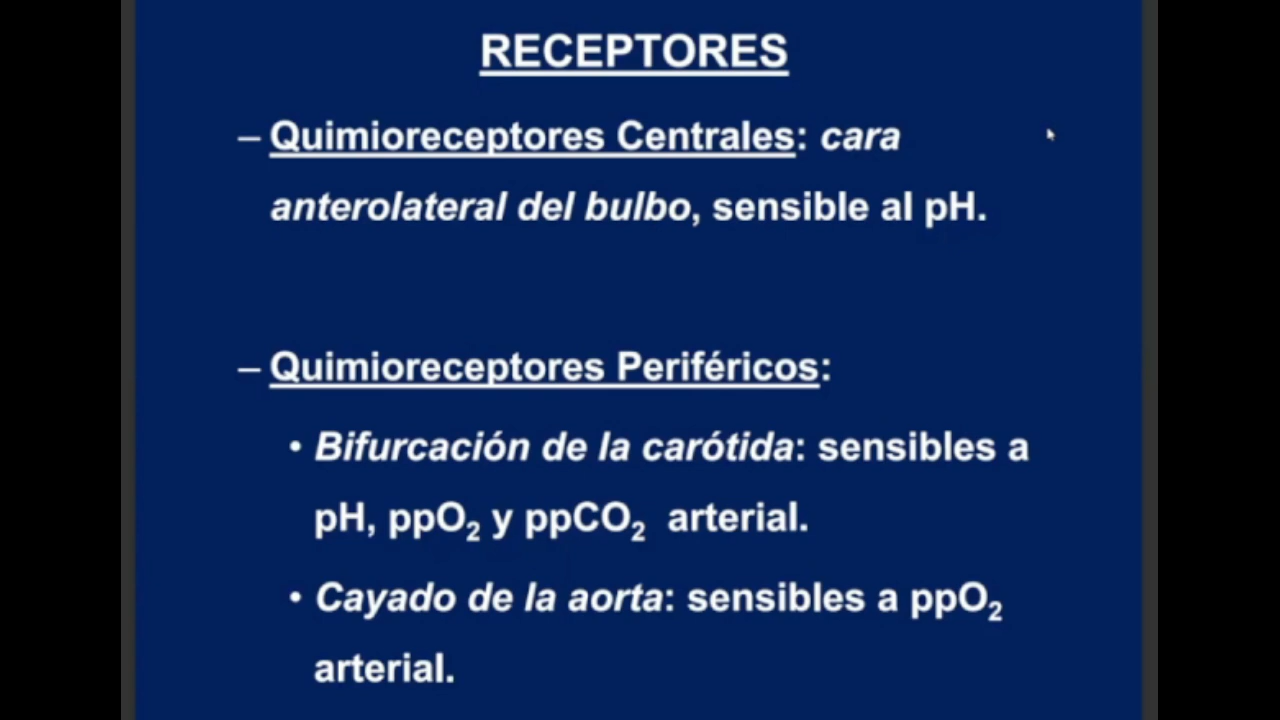 RECEPTORES
– Quimioreceptores Centrales: cara
anterolateral del bulbo, sensible al pH.
– Quimioreceptores Periféricos:
• Bifurcación de la carótida: sensibles a
pH, ppO₂ y ppCO₂ arterial.
• Cayado de la aorta: sensibles a ppO₂
arterial.